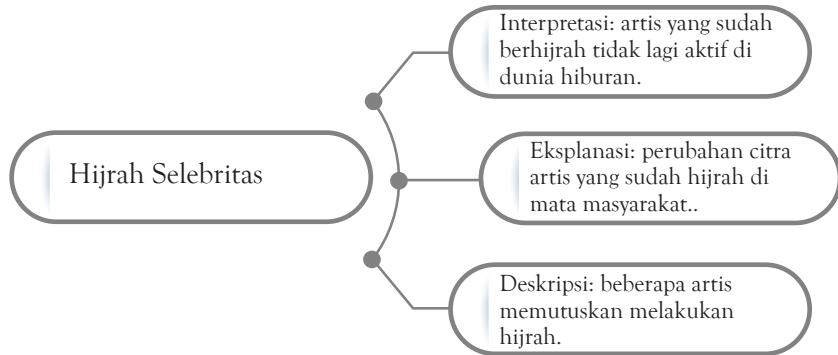 Interpretasi: artis yang sudah
berhijrah tidak lagi aktif di
dunia hiburan.
Hijrah Selebritas
Eksplanasi: perubahan citra
artis yang sudah hijrah di
mata masyarakat..
Deskripsi: beberapa artis
memutuskan melakukan
hijrah.